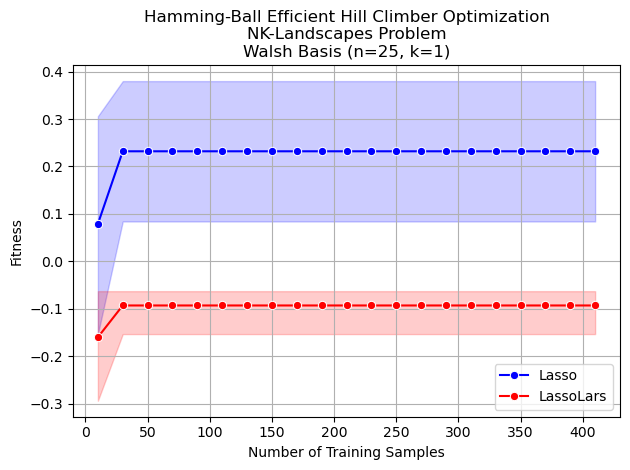 Hamming-Ball Efficient Hill Climber Optimization
NK-Landscapes Problem
Walsh Basis (n=25, k=1)
Fitness
0.4
0.3
0.2
0.1
0.0
−0.1
−0.2
−0.3
0 50 100 150 200 250 300 350 400
Number of Training Samples
Lasso
LassoLars